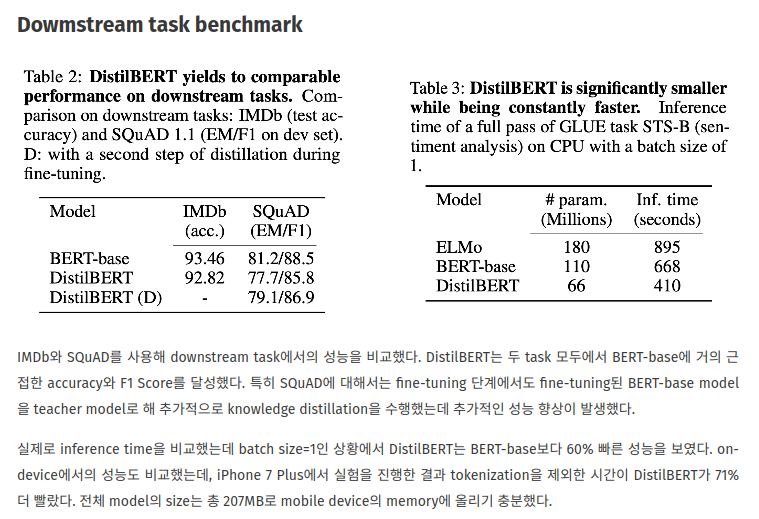 Dowmstream task benchmark
Table 2: DistilBERT yields to comparable
performance on downstream tasks. Com-
parison on downstream tasks: IMDb (test ac-
curacy) and SQuAD 1.1 (EM/F1 on dev set).
D: with a second step of distillation during
fine-tuning.
Model IMDb SQuAD
(acc.) (EM/F1)
BERT-base 93.46 81.2/88.5
DistilBERT 92.82 77.7/85.8
DistilBERT (D) - 79.1/86.9
Table 3: DistilBERT is significantly smaller
while being constantly faster. Inference
time of a full pass of GLUE task STS-B (sen-
timent analysis) on CPU with a batch size of
1.
Model # param. Inf. time
(Millions) (seconds)
ELMo 180 895
BERT-base 110 668
DistilBERT 66 410
IMDb와 SQuAD를 사용해 downstream task에서의 성능을 비교했다. DistilBERT는 두 task 모두에서 BERT-base에 거의 근
접한 accuracy와 F1 Score를 달성했다. 특히 SQuAD에 대해서는 fine-tuning 단계에서도 fine-tuning된 BERT-base model
을 teacher model로 해 추가적으로 knowledge distillation을 수행했는데 추가적인 성능 향상이 발생했다.
실제로 inference time을 비교했는데 batch size=1인 상황에서 DistilBERT는 BERT-base보다 60% 빠른 성능을 보였다. on-
device에서의 성능도 비교했는데, iPhone 7 Plus에서 실험을 진행한 결과 tokenization을 제외한 시간이 DistilBERT가 71%
더 빨랐다. 전체 model의 size는 총 207MB로 mobile device의 memory에 올리기 충분했다.